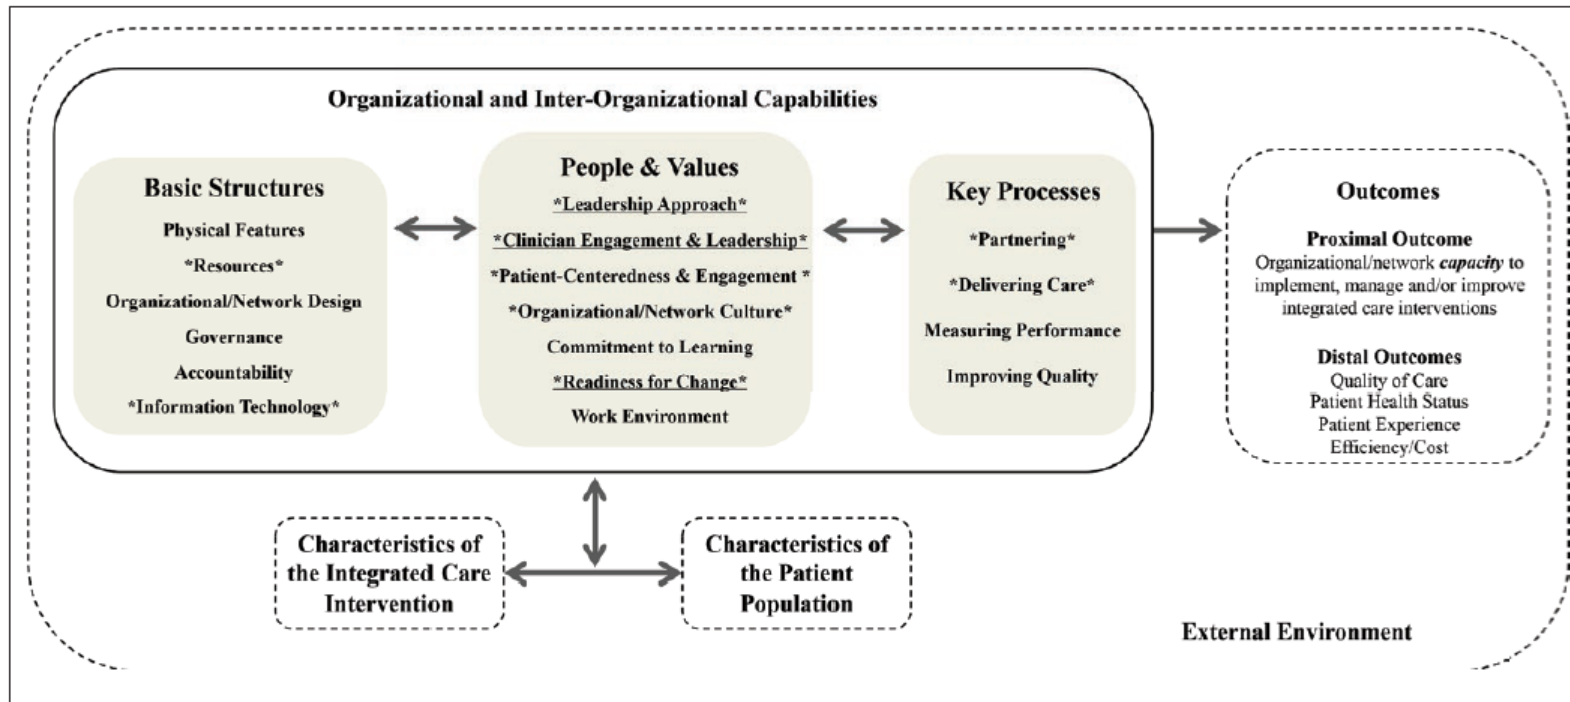 Organizational and Inter-Organizational Capabilities
Basic Structures
Physical Features
*Resources*
Organizational/Network Design
Governance
Accountability
*Information Technology*
People & Values
*Leadership Approach*
*Clinician Engagement & Leadership*
*Patient-Centeredness & Engagement *
*Organizational/Network Culture*
Commitment to Learning
*Readiness for Change*
Work Environment
Key Processes
*Partnering*
*Delivering Care*
Measuring Performance
Improving Quality
Outcomes
Proximal Outcome
Organizational/network capacity to
implement, manage and/or improve
integrated care interventions
Distal Outcomes
Quality of Care
Patient Health Status
Patient Experience
Efficiency/Cost
Characteristics of
the Integrated Care
Intervention
Characteristics of
the Patient
Population
External Environment